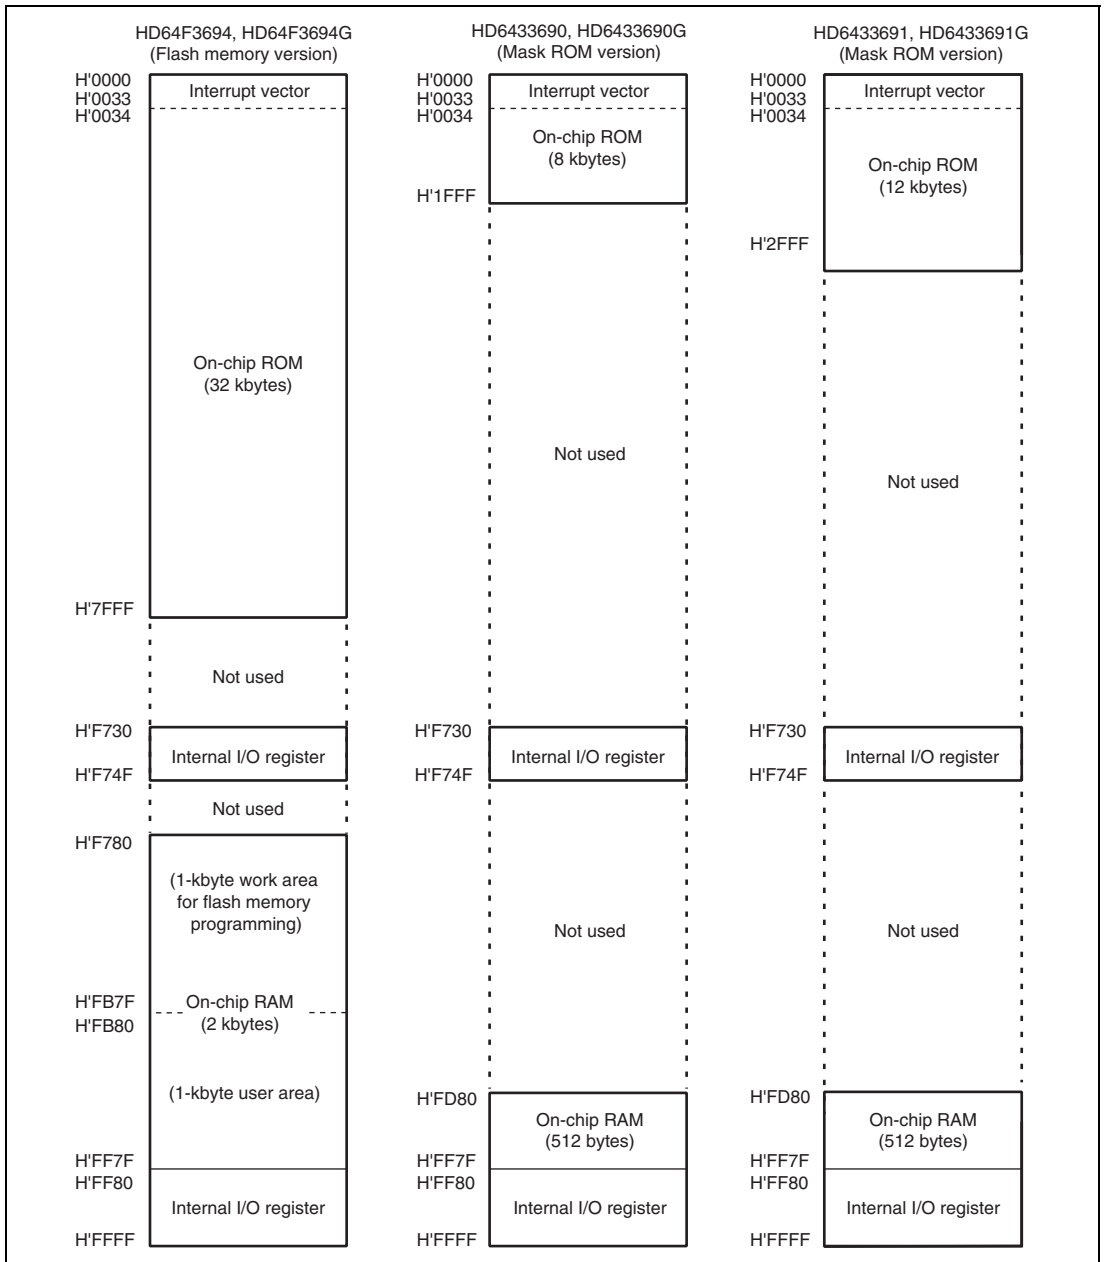 HD64F3694, HD64F3694G
(Flash memory version)
H'0000
Interrupt vector
H'0033
H'0034
On-chip ROM
(32 kbytes)
H'7FFF
Not used
H'F730
Internal I/O register
H'F74F
Not used
H'F780
(1-kbyte work area
for flash memory
programming)
H'FB7F
On-chip RAM
(2 kbytes)
H'FB80
(1-kbyte user area)
H'FF7F
H'FF80
Internal I/O register
H'FFFF
HD6433690, HD6433690G
(Mask ROM version)
H'0000
Interrupt vector
H'0033
H'0034
On-chip ROM
(8 kbytes)
H'1FFF
Not used
H'F730
Internal I/O register
H'F74F
Not used
H'FD80
On-chip RAM
(512 bytes)
H'FF7F
H'FF80
Internal I/O register
H'FFFF
HD6433691, HD6433691G
(Mask ROM version)
H'0000
Interrupt vector
H'0033
H'0034
On-chip ROM
(12 kbytes)
H'2FFF
Not used
H'F730
Internal I/O register
H'F74F
Not used
H'FD80
On-chip RAM
(512 bytes)
H'FF7F
H'FF80
Internal I/O register
H'FFFF